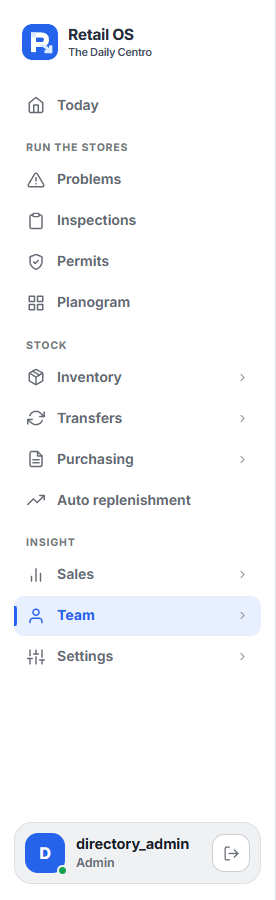 Retail OS
The Daily Centro
Today
RUN THE STORES
Problems
Inspections
Permits
Planogram
STOCK
Inventory
Transfers
Purchasing
Auto replenishment
INSIGHT
Sales
Team
Settings
D
directory_admin
Admin